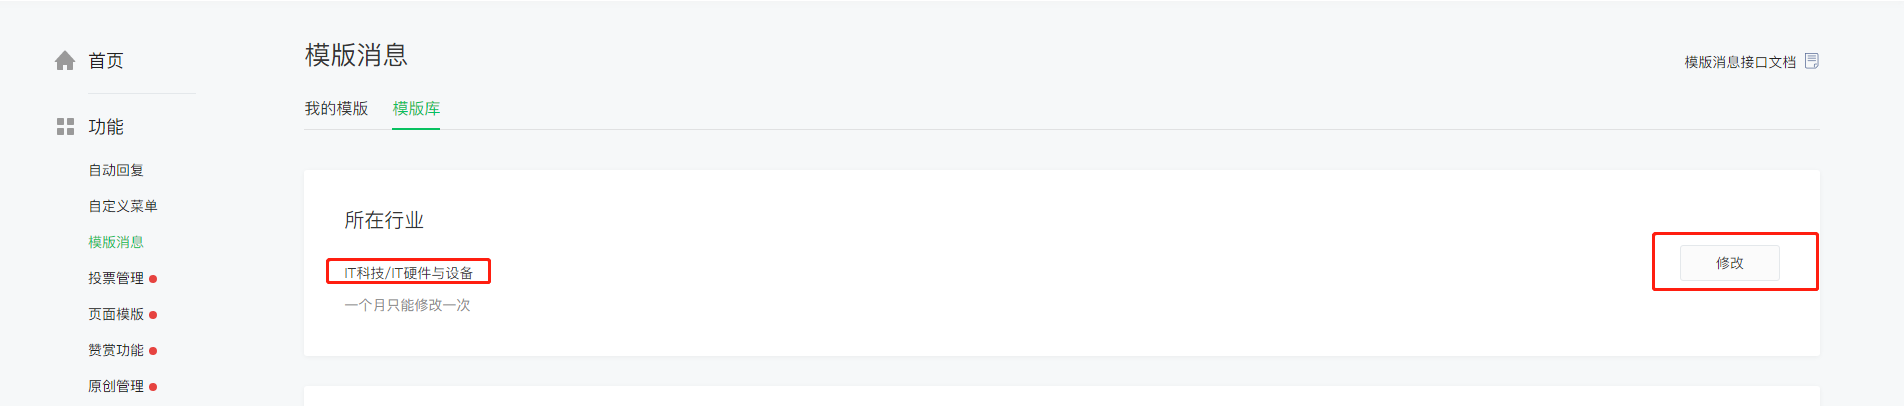 首页
功能
自动回复
自定义菜单
模版消息
投票管理
页面模版
赞赏功能
原创管理
模版消息
模版消息接口文档
我的模版 模版库
所在行业
IT科技/IT硬件与设备
一个月只能修改一次
修改